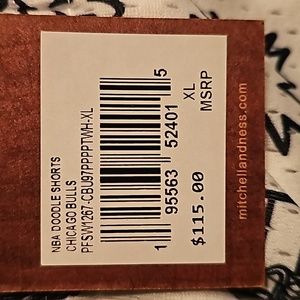 NBA DOODLE SHORTS
CHICAGO BULLS
PFSW1267-CBU97PPPPTWH-XL
1 95563 52401 5
XL
$115.00
MSRP
mitchellandness.com